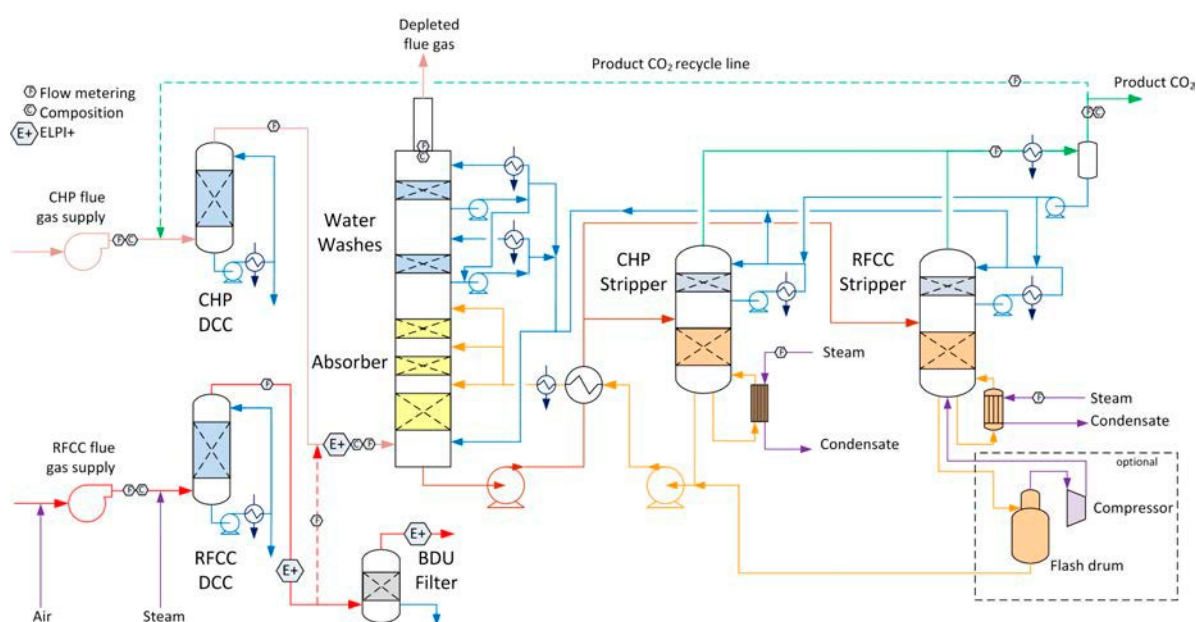 Depleted
flue gas
Product CO₂ recycle line
F
Product CO₂
F Flow metering
C Composition
E+ ELPI+
F
F
C
F
F C
CHP flue
gas supply
F C
Water
Washes
CHP
Stripper
RFCC
Stripper
CHP
DCC
Absorber
F
Steam
F
Steam
Condensate
Condensate
RFCC flue
gas supply
F
E+ C F
F C
F
optional
Compressor
Flash drum
E+
E+
BDU
Filter
RFCC
DCC
Air
Steam